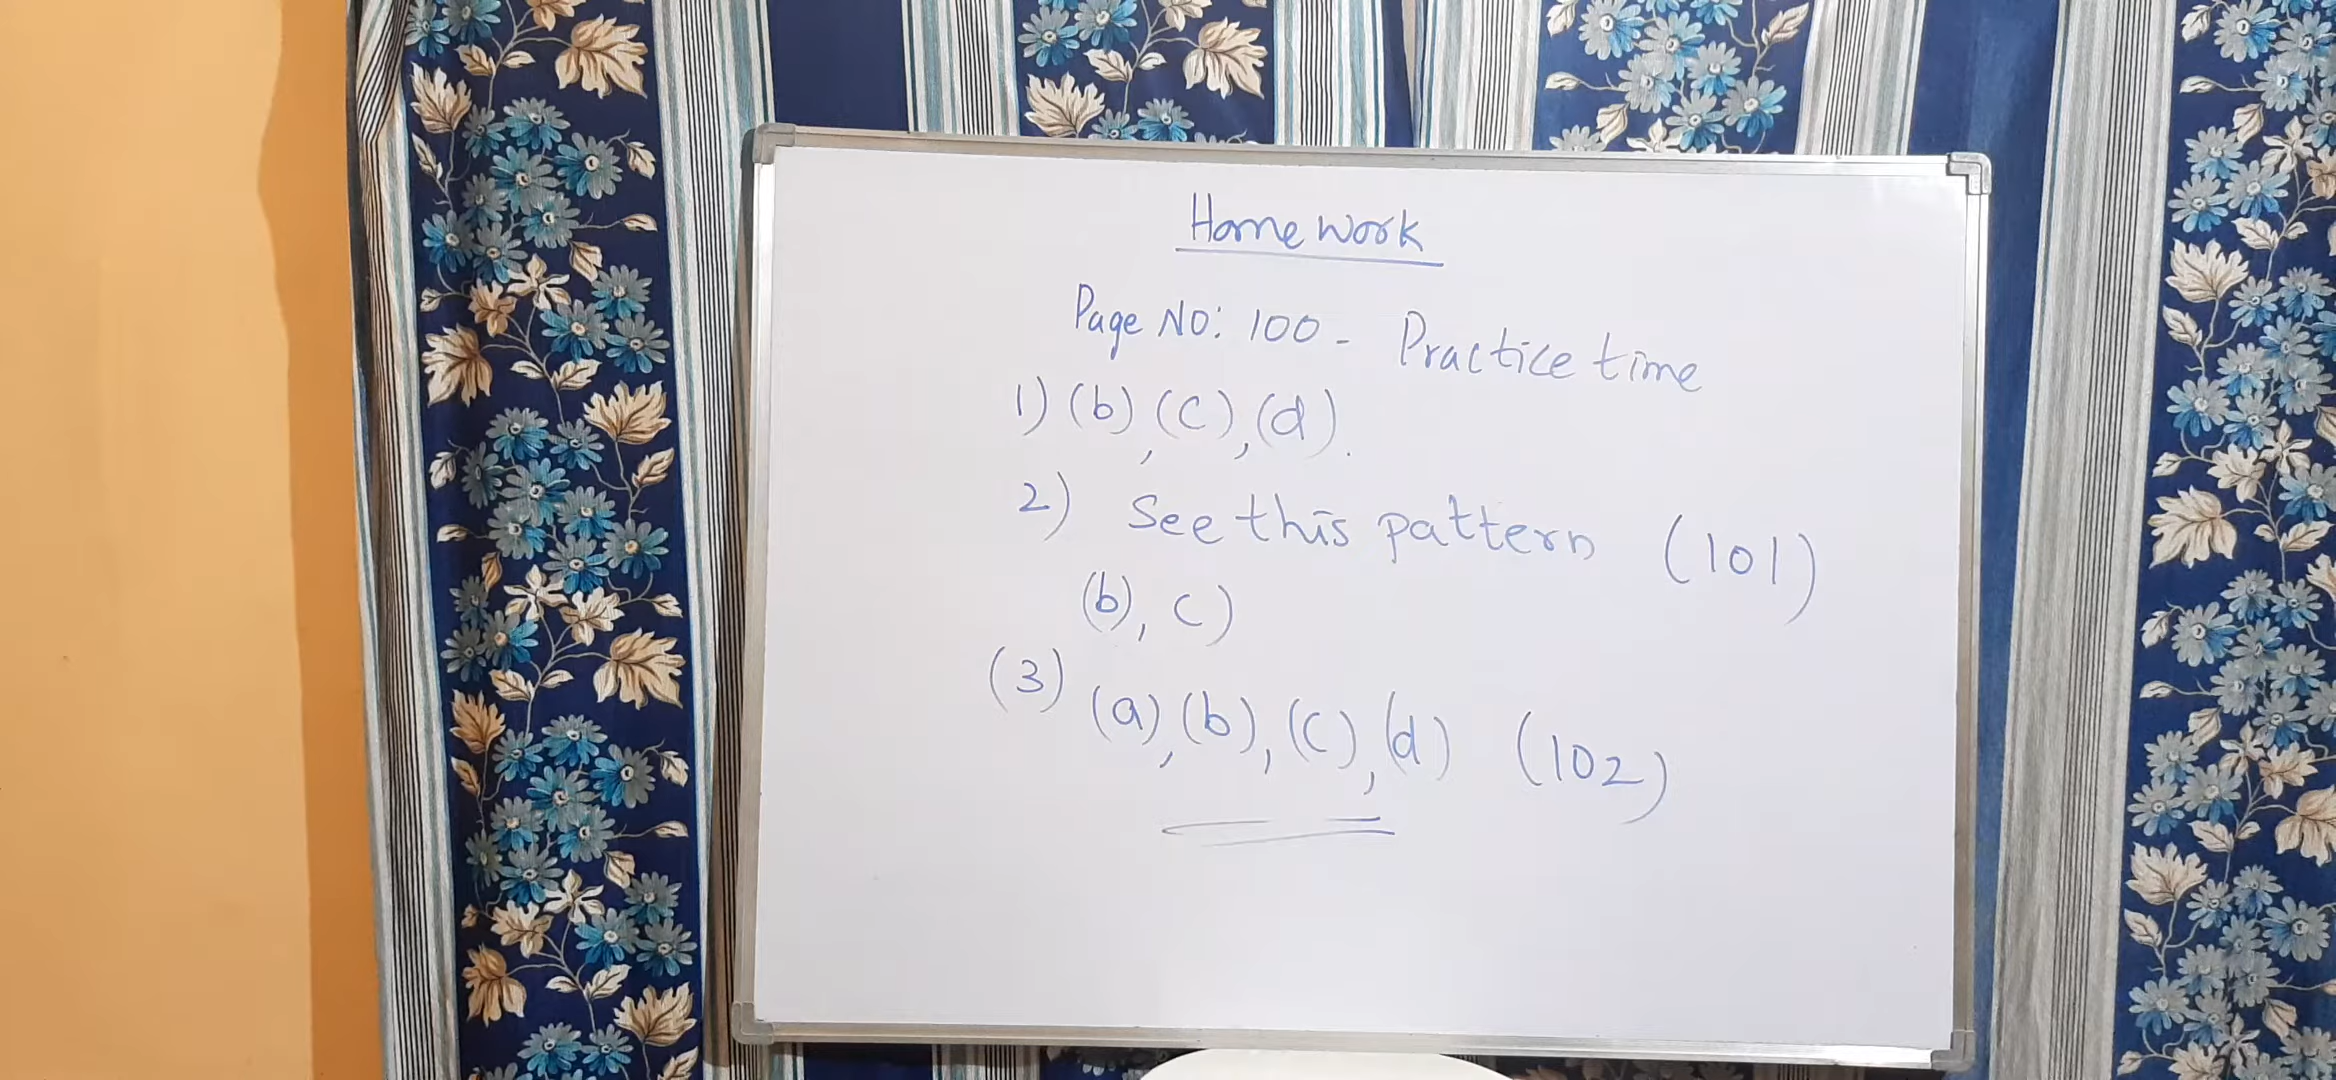 Home work
Page No: 100 - Practice time
1) (b), (c), (d).
2) See this pattern (101)
(b), c)
(3) (a), (b), (c), (d) (102)